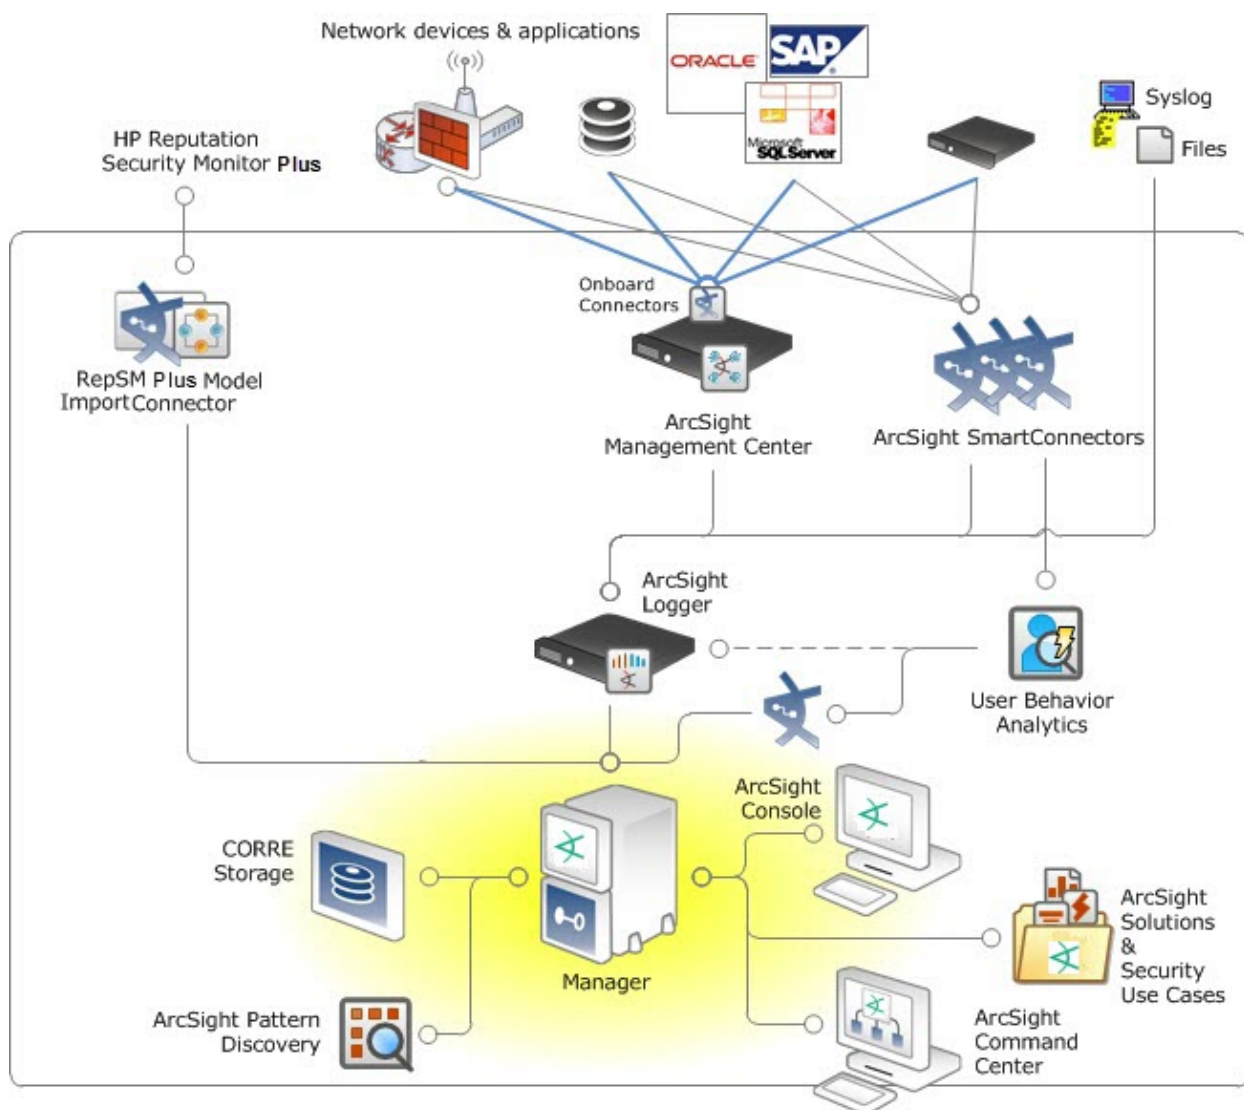 Network devices & applications
ORACLE
SAP
Microsoft
SQL Server
Syslog
Files
HP Reputation
Security Monitor Plus
Onboard
Connectors
RepSM Plus Model
Import Connector
ArcSight
Management Center
ArcSight SmartConnectors
ArcSight
Logger
User Behavior
Analytics
ArcSight
Console
CORRE
Storage
Manager
ArcSight
Solutions
&
Security
Use Cases
ArcSight Pattern
Discovery
ArcSight
Command
Center